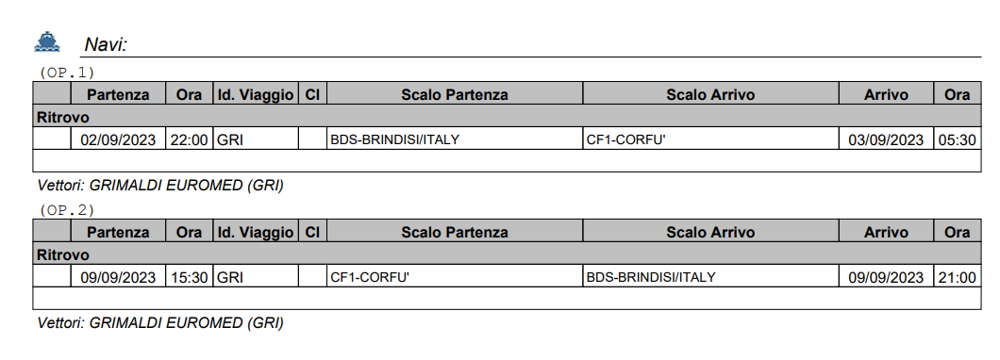 Navi:
(OP.1)
Partenza Ora Id. Viaggio Cl Scalo Partenza Scalo Arrivo Arrivo Ora
Ritrovo
02/09/2023 22:00 GRI BDS-BRINDISI/ITALY CF1-CORFU' 03/09/2023 05:30
Vettori: GRIMALDI EUROMED (GRI)
(OP.2)
Partenza Ora Id. Viaggio Cl Scalo Partenza Scalo Arrivo Arrivo Ora
Ritrovo
09/09/2023 15:30 GRI CF1-CORFU' BDS-BRINDISI/ITALY 09/09/2023 21:00
Vettori: GRIMALDI EUROMED (GRI)